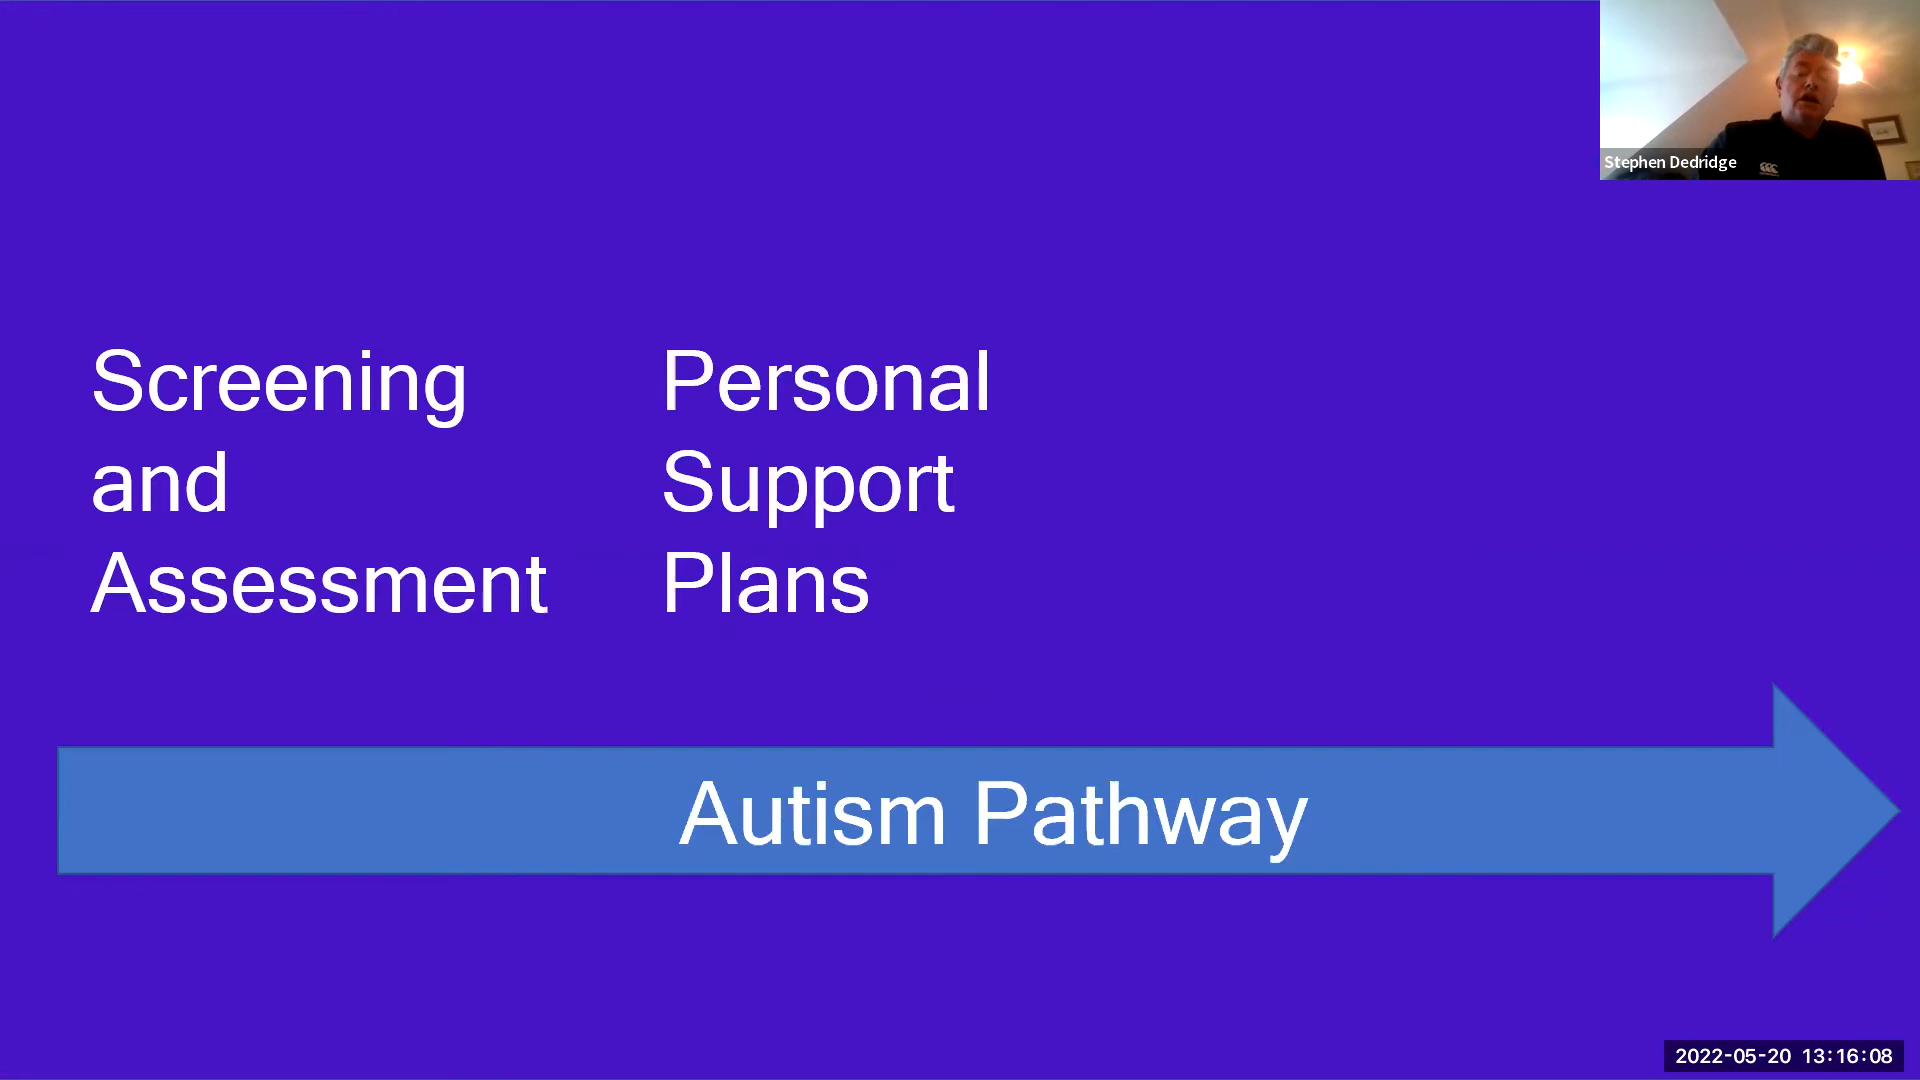 Stephen Dedridge
Screening
and
Assessment
Personal
Support
Plans
Autism Pathway
2022-05-20 13:16:08